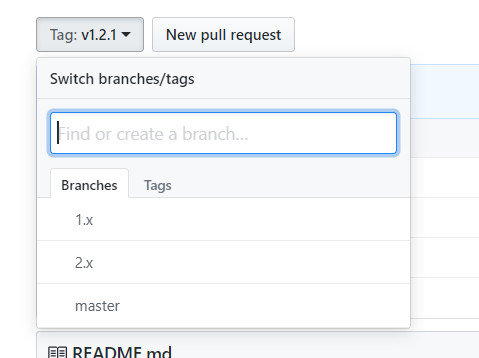 Tag: v1.2.1 New pull request
Switch branches/tags
Find or create a branch...
Branches Tags
1.x
2.x
master
README.md